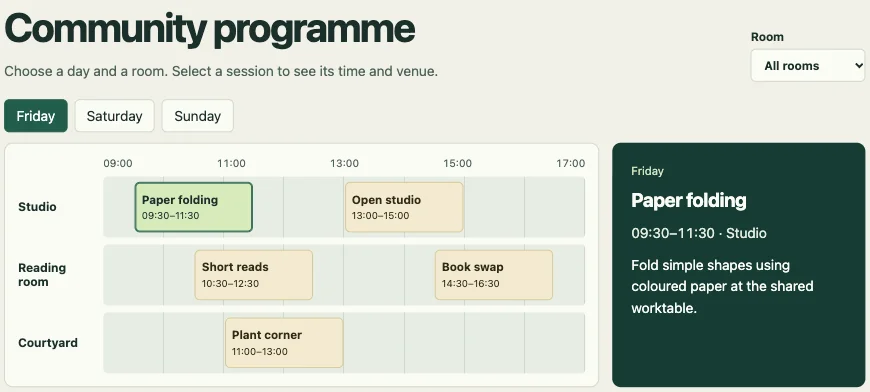 Community programme
Choose a day and a room. Select a session to see its time and venue.
Room
All rooms
Friday
Saturday
Sunday
09:00
11:00
13:00
15:00
17:00
Studio
Paper folding
09:30–11:30
Open studio
13:00–15:00
Reading
room
Short reads
10:30–12:30
Book swap
14:30–16:30
Courtyard
Plant corner
11:00–13:00
Friday
Paper folding
09:30–11:30 · Studio
Fold simple shapes using
coloured paper at the shared
worktable.